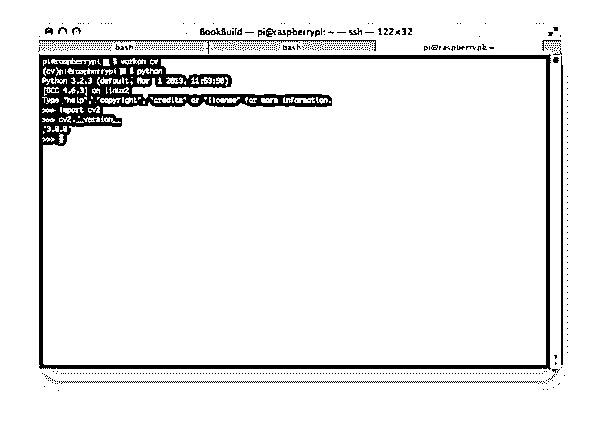 BookBuild — pi@raspberrypi: ~ — ssh — 122×32
bash bash pi@raspberrypi: ~
pi@raspberrypi ~ $ workon cv
(cv)pi@raspberrypi ~ $ python
Python 3.2.3 (default, Mar 1 2013, 11:53:50)
[GCC 4.6.3] on linux2
Type "help", "copyright", "credits" or "license" for more information.
>>> import cv2
>>> cv2.__version__
'3.0.0'
>>>